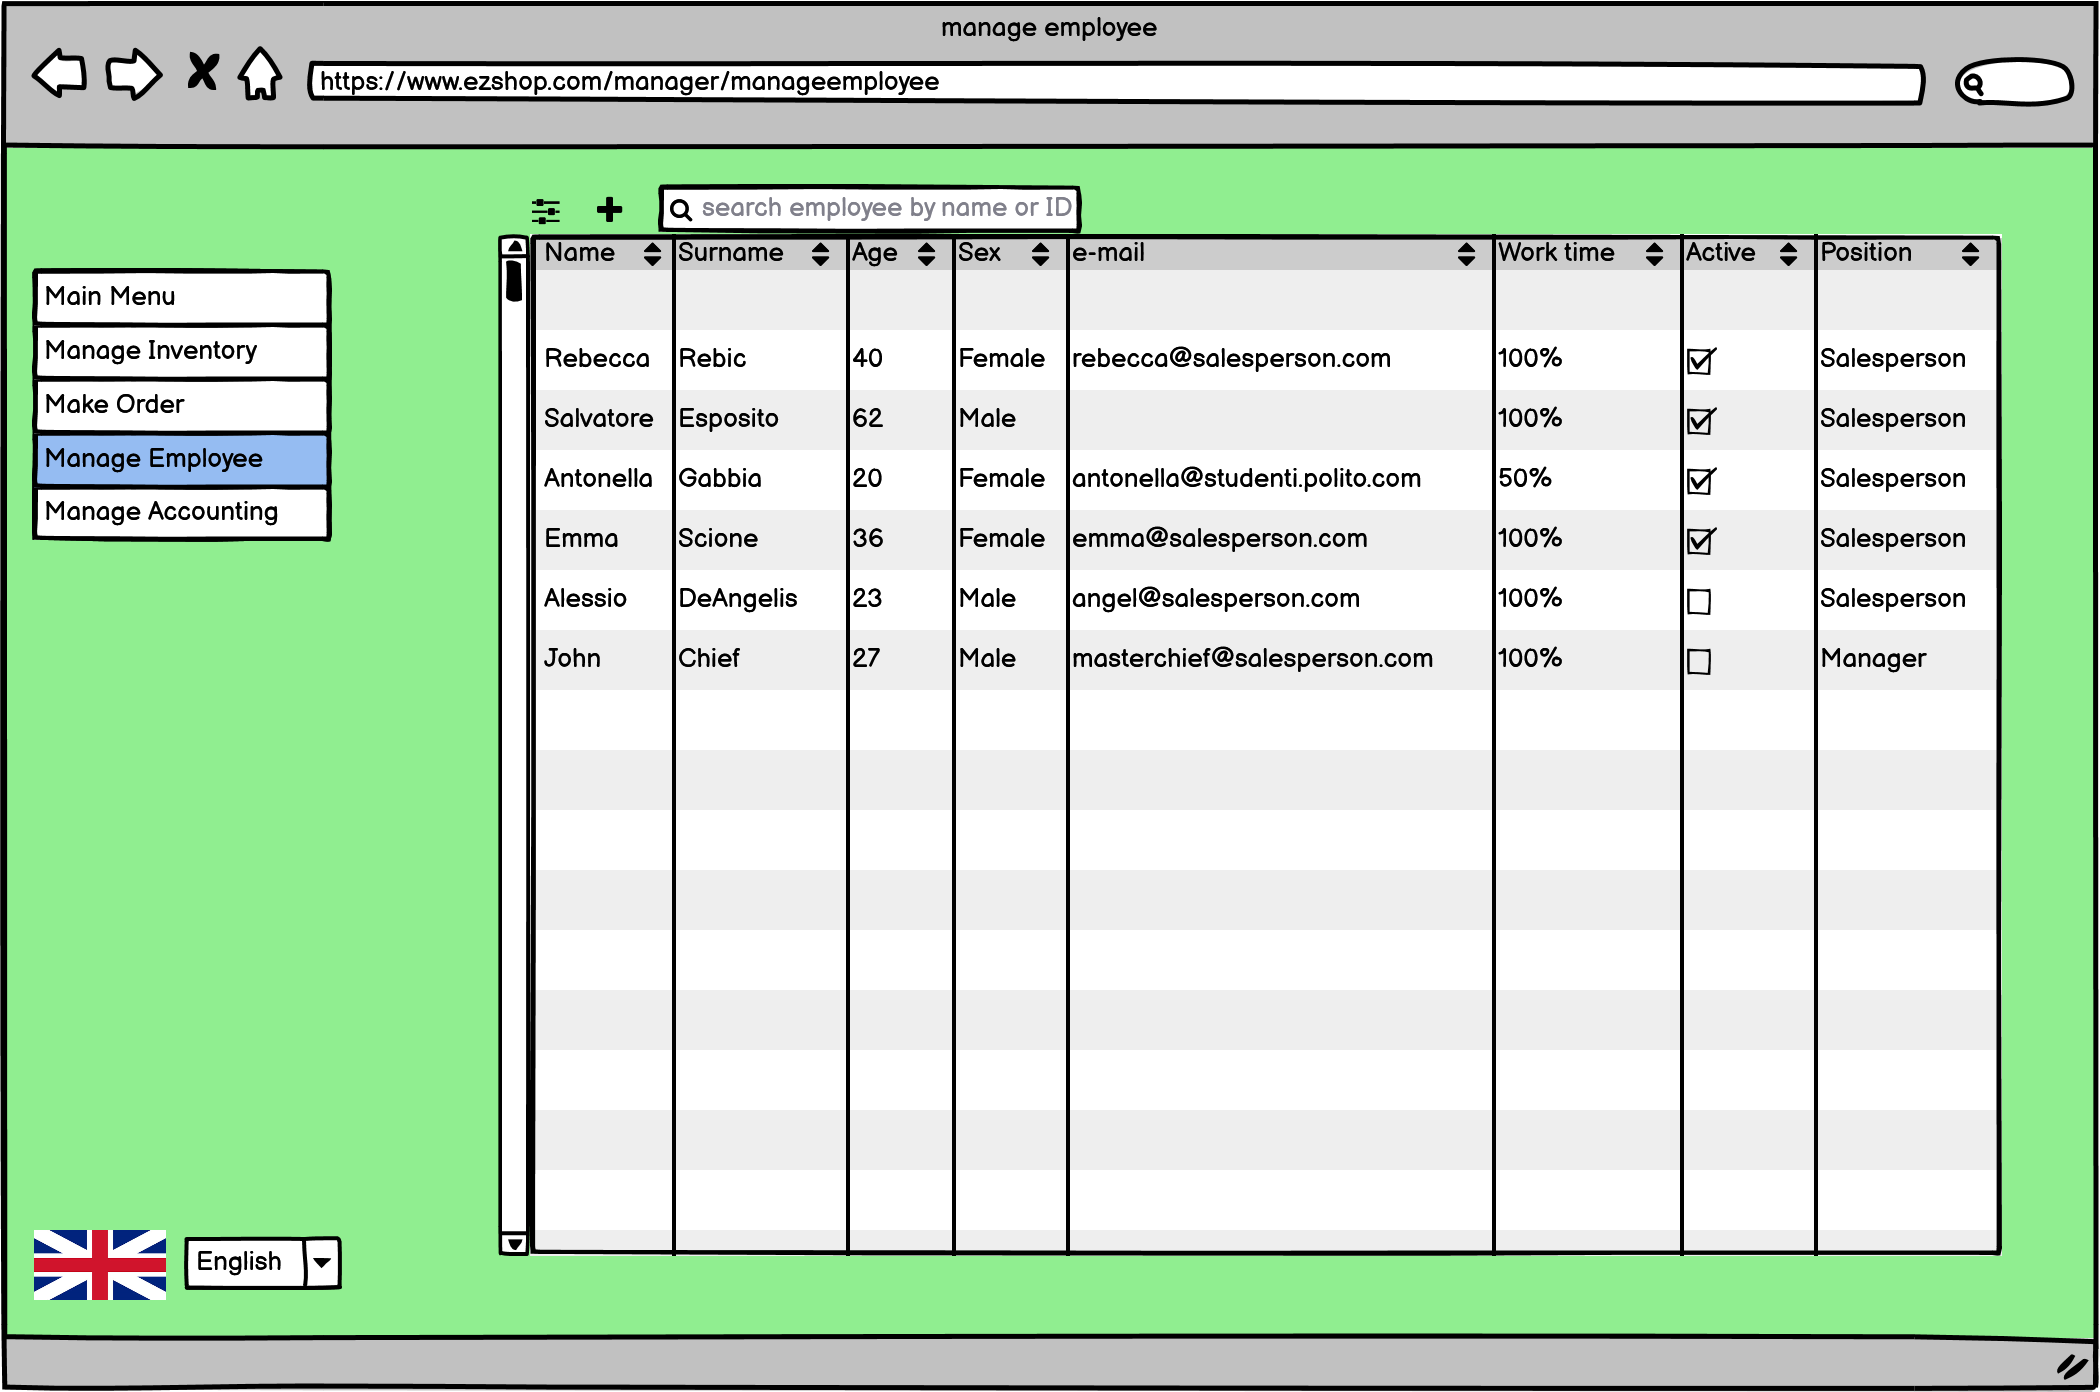 manage employee
https://www.ezshop.com/manager/manageemployee
search employee by name or ID
Name Surname Age Sex e-mail Work time Active Position
Main Menu
Manage Inventory
Make Order
Manage Employee
Manage Accounting
Rebecca Rebic 40 Female rebecca@salesperson.com 100% Salesperson
Salvatore Esposito 62 Male 100% Salesperson
Antonella Gabbia 20 Female antonella@studenti.polito.com 50% Salesperson
Emma Scione 36 Female emma@salesperson.com 100% Salesperson
Alessio DeAngelis 23 Male angel@salesperson.com 100% Salesperson
John Chief 27 Male masterchief@salesperson.com 100% Manager
English